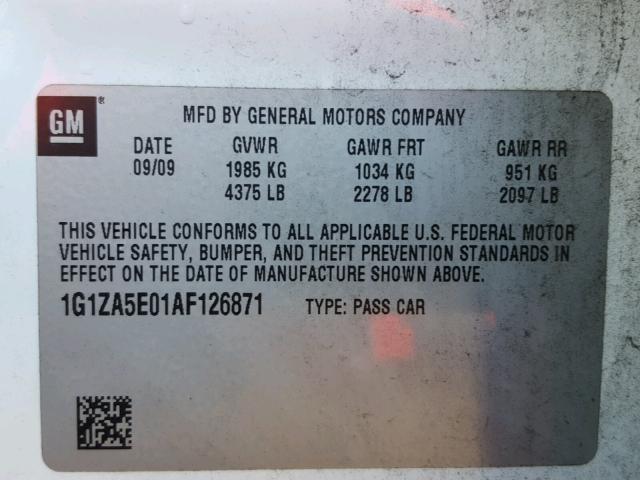 GM ®
MFD BY GENERAL MOTORS COMPANY
DATE GVWR GAWR FRT GAWR RR
09/09 1985 KG 1034 KG 951 KG
4375 LB 2278 LB 2097 LB
THIS VEHICLE CONFORMS TO ALL APPLICABLE U.S. FEDERAL MOTOR
VEHICLE SAFETY, BUMPER, AND THEFT PREVENTION STANDARDS IN
EFFECT ON THE DATE OF MANUFACTURE SHOWN ABOVE.
1G1ZA5E01AF126871 TYPE: PASS CAR